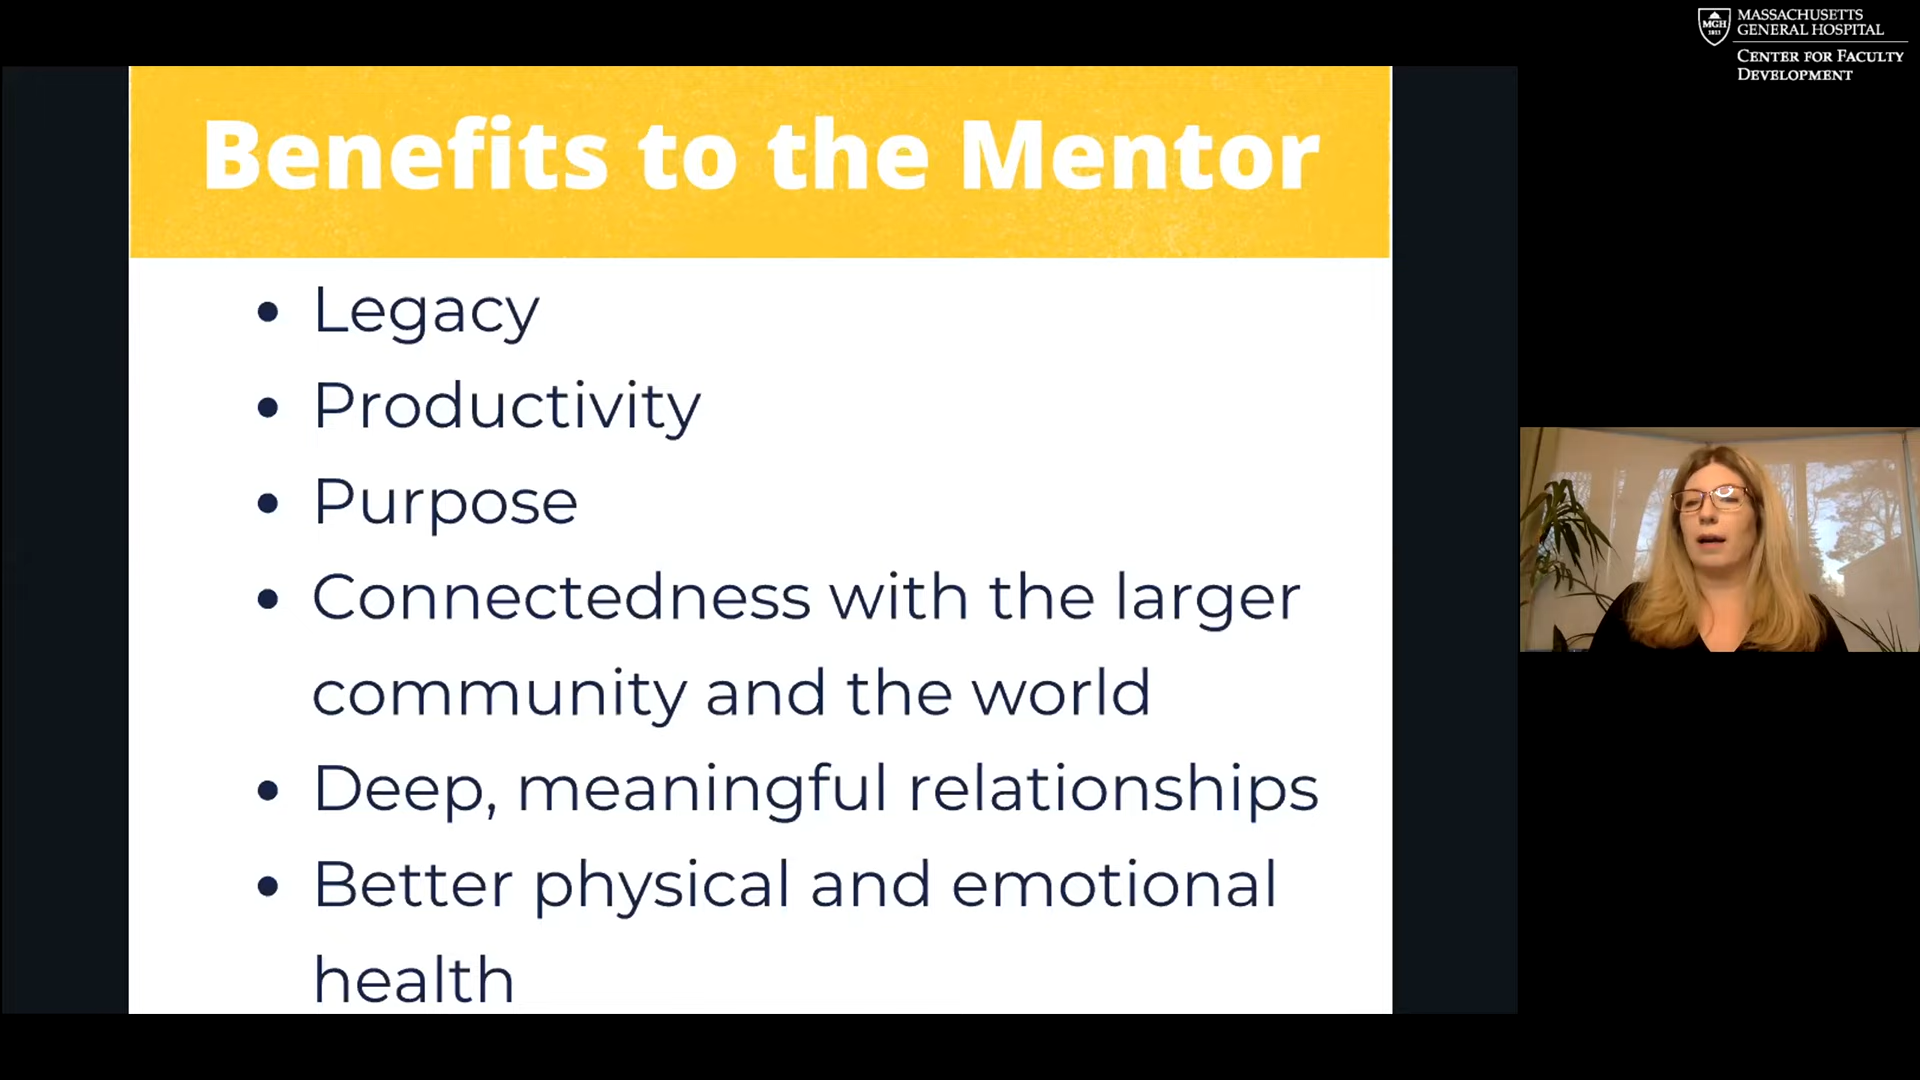 MASSACHUSETTS
GENERAL HOSPITAL
MGH
1811
CENTER FOR FACULTY
DEVELOPMENT
Benefits to the Mentor
• Legacy
• Productivity
• Purpose
• Connectedness with the larger
community and the world
• Deep, meaningful relationships
• Better physical and emotional
health